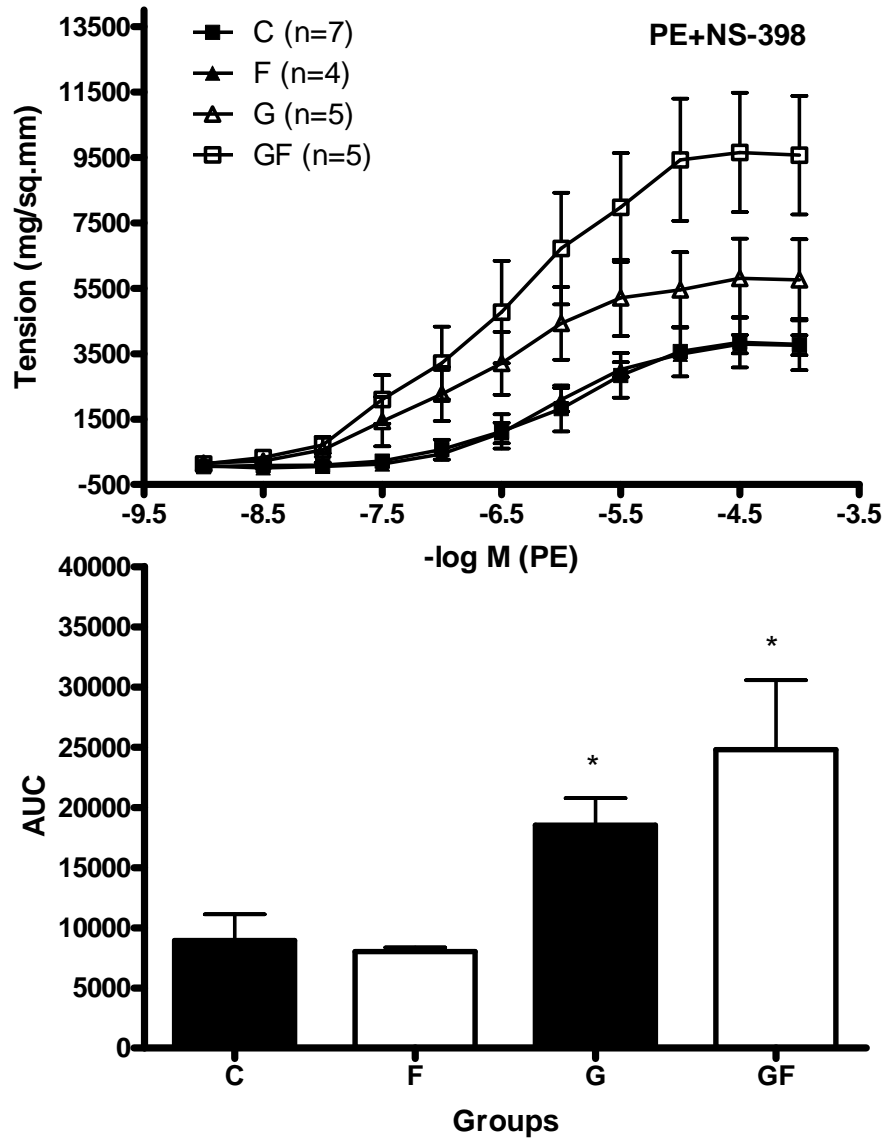 13500
11500
9500
7500
5500
3500
1500
-500
Tension (mg/sq.mm)
C (n=7)
F (n=4)
G (n=5)
GF (n=5)
PE+NS-398
-9.5 -8.5 -7.5 -6.5 -5.5 -4.5 -3.5
-log M (PE)
40000
35000
30000
25000
20000
15000
10000
5000
0
AUC
*
*
C F G GF
Groups